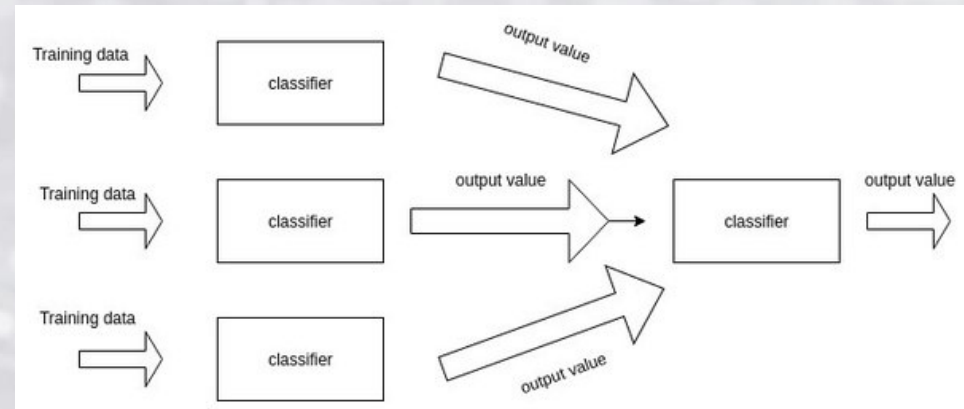 Training data
classifier
output value
Training data
classifier
output value
classifier
output value
Training data
classifier
output value